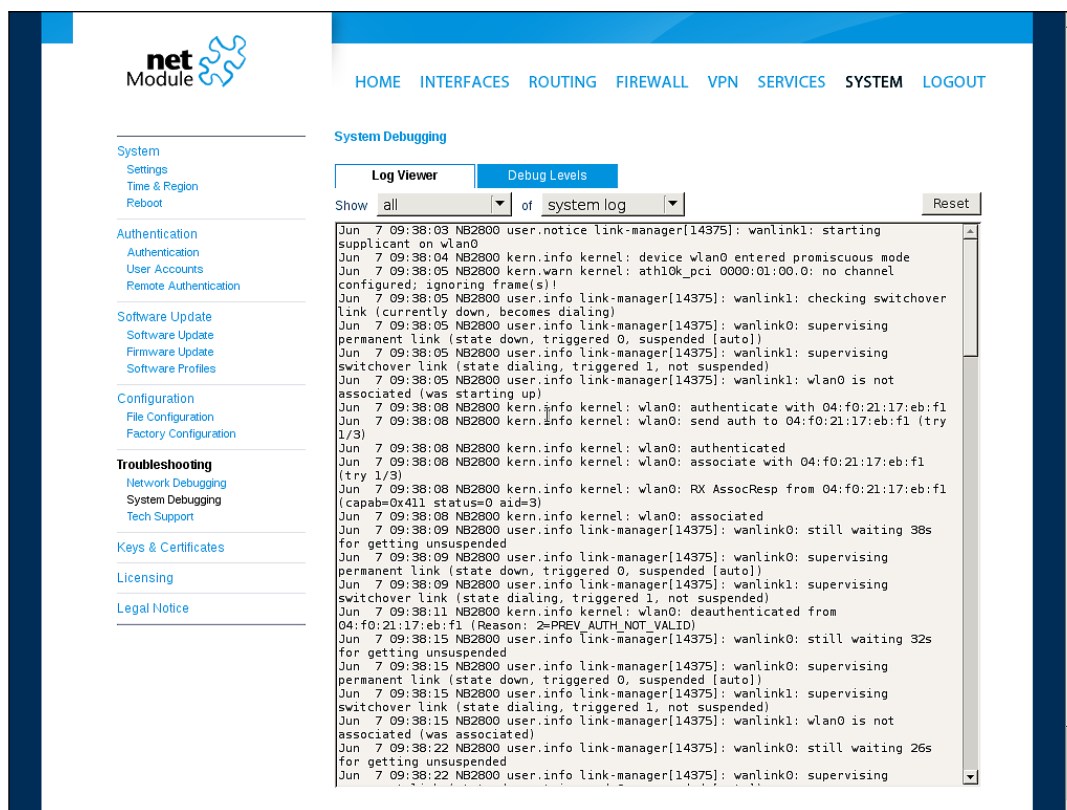 net
Module
HOME INTERFACES ROUTING FIREWALL VPN SERVICES SYSTEM LOGOUT
System
Settings
Time & Region
Reboot
Authentication
Authentication
User Accounts
Remote Authentication
Software Update
Software Update
Firmware Update
Software Profiles
Configuration
File Configuration
Factory Configuration
Troubleshooting
Network Debugging
System Debugging
Tech Support
Keys & Certificates
Licensing
Legal Notice
System Debugging
Log Viewer Debug Levels
Show all of system log Reset
Jun 7 09:38:03 NB2800 user.notice link-manager[14375]: wanlink1: starting
supplicant on wlan0
Jun 7 09:38:04 NB2800 kern.info kernel: device wlan0 entered promiscuous mode
Jun 7 09:38:05 NB2800 kern.warn kernel: ath10k_pci 0000:01:00.0: no channel
configured; ignoring frame(s)!
Jun 7 09:38:05 NB2800 user.info link-manager[14375]: wanlink1: checking switchover
link (currently down, becomes dialing)
Jun 7 09:38:05 NB2800 user.info link-manager[14375]: wanlink0: supervising
permanent link (state down, triggered 0, suspended [auto])
Jun 7 09:38:05 NB2800 user.info link-manager[14375]: wanlink1: supervising
switchover link (state dialing, triggered 1, not suspended)
Jun 7 09:38:05 NB2800 user.info link-manager[14375]: wanlink1: wlan0 is not
associated (was starting up)
Jun 7 09:38:08 NB2800 kern.info kernel: wlan0: authenticate with 04:f0:21:17:eb:f1
Jun 7 09:38:08 NB2800 kern.info kernel: wlan0: send auth to 04:f0:21:17:eb:f1 (try
1/3)
Jun 7 09:38:08 NB2800 kern.info kernel: wlan0: authenticated
Jun 7 09:38:08 NB2800 kern.info kernel: wlan0: associate with 04:f0:21:17:eb:f1
(try 1/3)
Jun 7 09:38:08 NB2800 kern.info kernel: wlan0: RX AssocResp from 04:f0:21:17:eb:f1
(capab=0x411 status=0 aid=3)
Jun 7 09:38:08 NB2800 kern.info kernel: wlan0: associated
Jun 7 09:38:09 NB2800 user.info link-manager[14375]: wanlink0: still waiting 38s
for getting unsuspended
Jun 7 09:38:09 NB2800 user.info link-manager[14375]: wanlink0: supervising
permanent link (state down, triggered 0, suspended [auto])
Jun 7 09:38:09 NB2800 user.info link-manager[14375]: wanlink1: supervising
switchover link (state dialing, triggered 1, not suspended)
Jun 7 09:38:11 NB2800 kern.info kernel: wlan0: deauthenticated from
04:f0:21:17:eb:f1 (Reason: 2=PREV_AUTH_NOT_VALID)
Jun 7 09:38:15 NB2800 user.info link-manager[14375]: wanlink0: still waiting 32s
for getting unsuspended
Jun 7 09:38:15 NB2800 user.info link-manager[14375]: wanlink0: supervising
permanent link (state down, triggered 0, suspended [auto])
Jun 7 09:38:15 NB2800 user.info link-manager[14375]: wanlink1: supervising
switchover link (state dialing, triggered 1, not suspended)
Jun 7 09:38:15 NB2800 user.info link-manager[14375]: wanlink1: wlan0 is not
associated (was associated)
Jun 7 09:38:22 NB2800 user.info link-manager[14375]: wanlink0: still waiting 26s
for getting unsuspended
Jun 7 09:38:22 NB2800 user.info link-manager[14375]: wanlink0: supervising